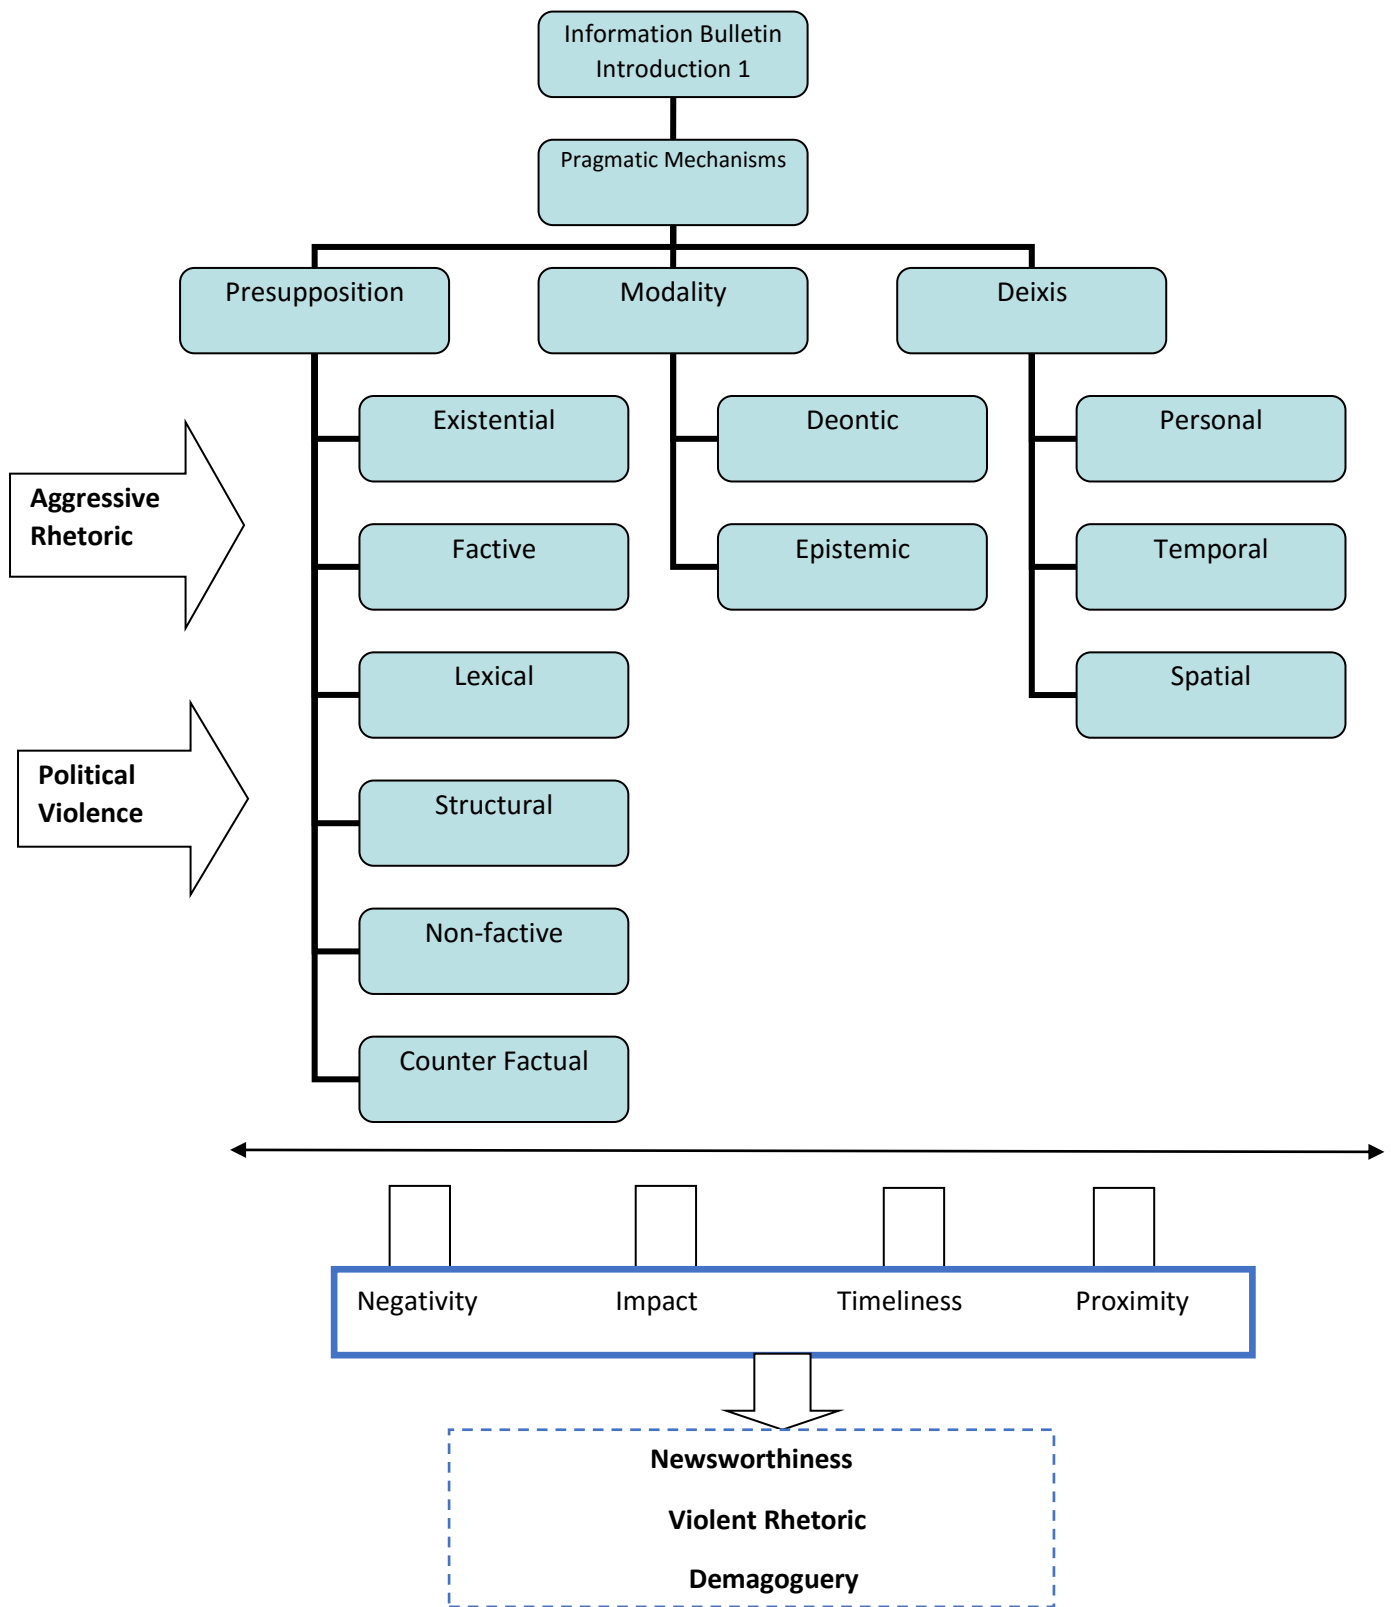 Information Bulletin
Introduction 1
Pragmatic Mechanisms
Presupposition
Modality
Deixis
Existential
Deontic
Personal
Aggressive
Rhetoric
Factive
Epistemic
Temporal
Lexical
Spatial
Political
Violence
Structural
Non-factive
Counter Factual
Negativity
Impact
Timeliness
Proximity
Newsworthiness
Violent Rhetoric
Demagoguery